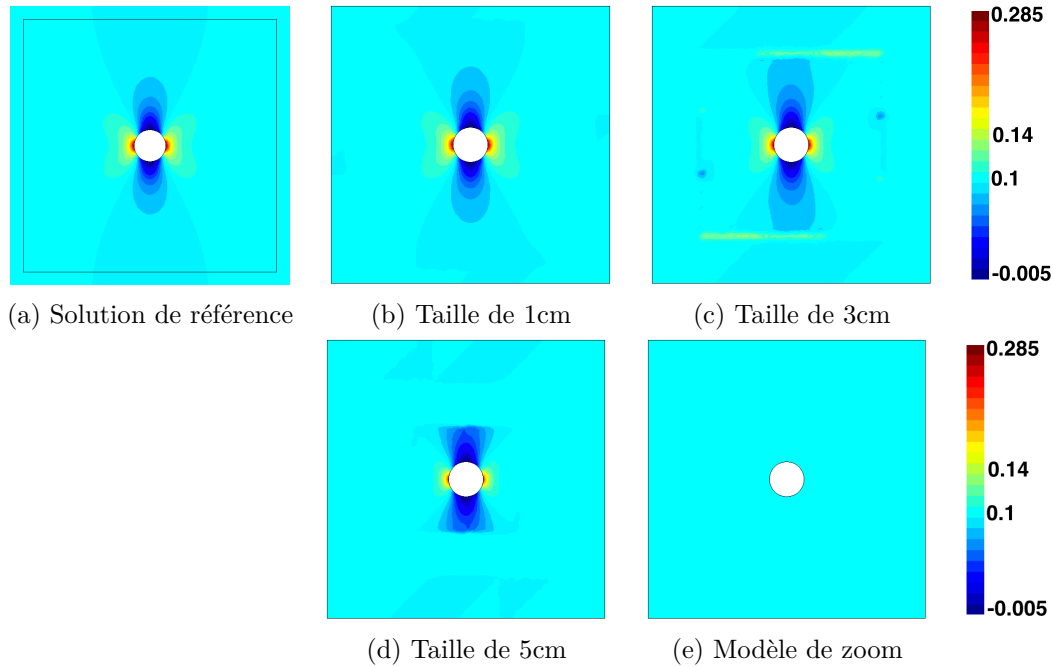 0.285
0.14
0.1
-0.005
(a) Solution de référence
(b) Taille de 1cm
(c) Taille de 3cm
0.285
0.14
0.1
-0.005
(d) Taille de 5cm
(e) Modèle de zoom